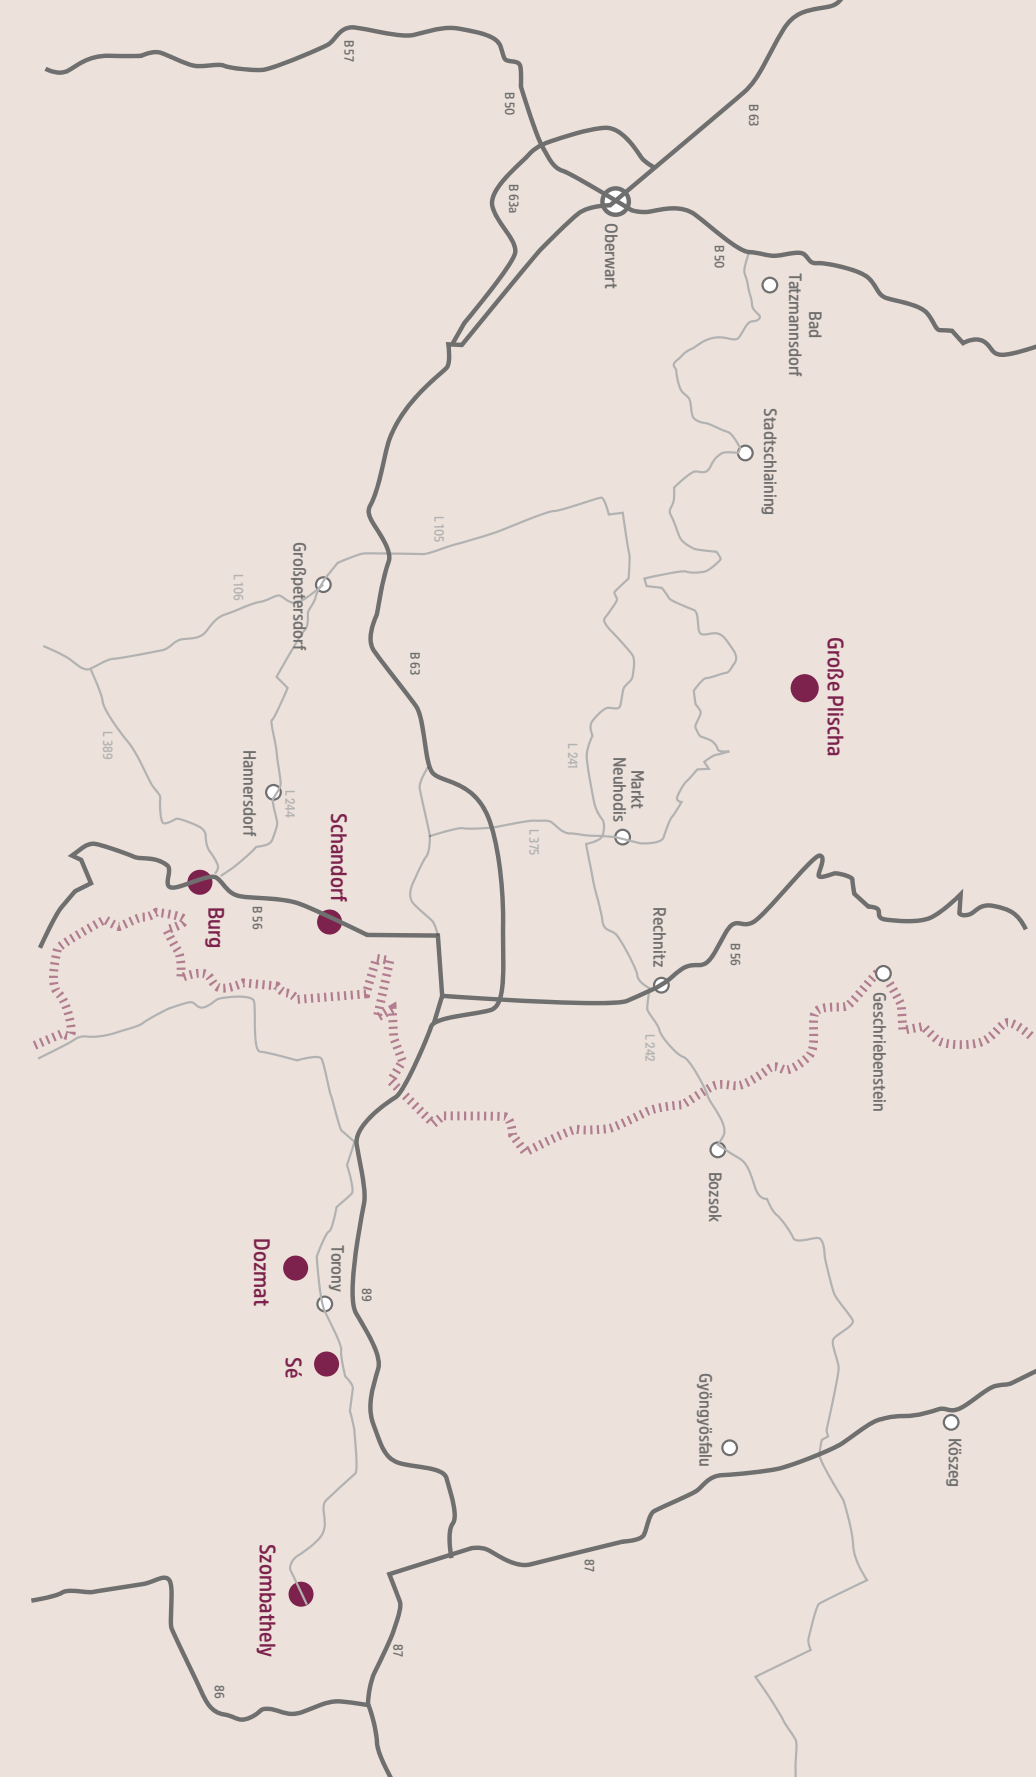 B 57
B 50
B 63
B 63a
Oberwart
B 50
Bad
Tatzmannsdorf
Stadtschlaining
L 105
Großpetersdorf
L 106
B 63
Große Plischa
L 389
Hannersdorf
L 244
L 241
Markt
Neuhodis
L 375
Schandorf
Burg
B 56
Rechnitz
B 56
Geschriebenstein
L 242
Bozsok
Dozmat
Torony
89
Sé
Gyöngyösfalu
Köszeg
87
Szombathely
87
86